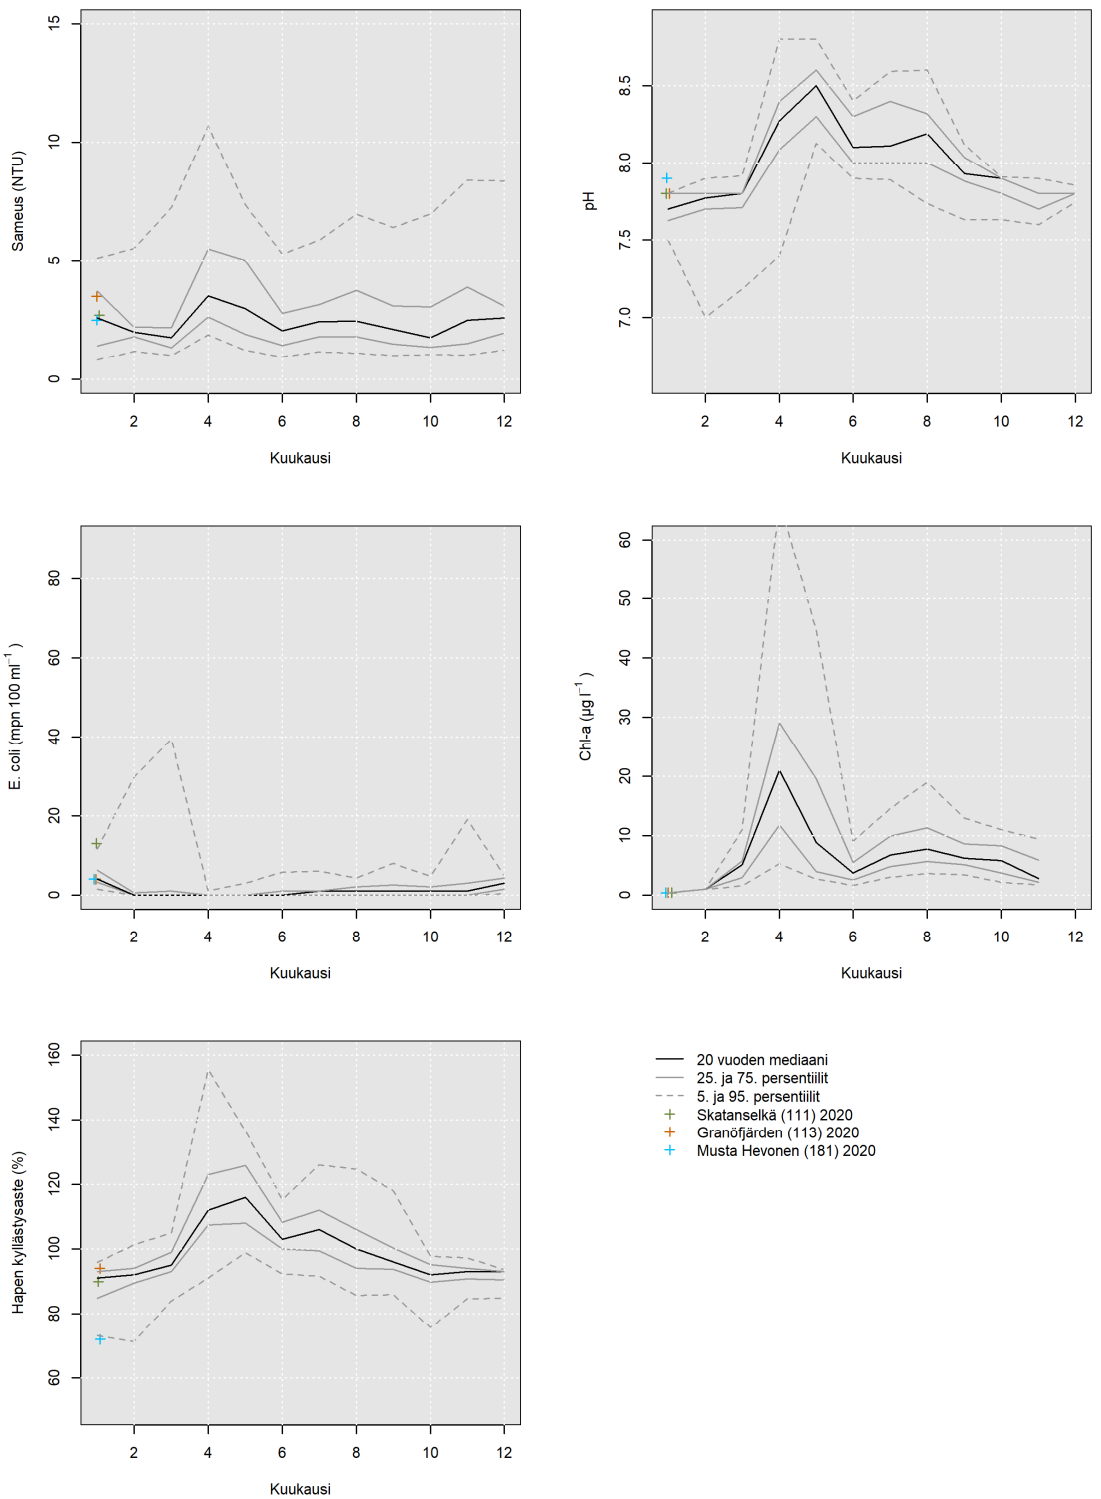 15
10
5
0
Sameus (NTU)
2 4 6 8 10 12
Kuukausi
8.5
8.0
7.5
7.0
pH
2 4 6 8 10 12
Kuukausi
80
60
40
20
0
E. coli (mpn 100 ml⁻¹ )
2 4 6 8 10 12
Kuukausi
60
50
40
30
20
10
0
Chl-a (µg l⁻¹ )
2 4 6 8 10 12
Kuukausi
160
140
120
100
80
60
Hapen kyllästysaste (%)
2 4 6 8 10 12
Kuukausi
20 vuoden mediaani
25. ja 75. persentiilit
5. ja 95. persentiilit
Skatanselkä (111) 2020
Granöfjärden (113) 2020
Musta Hevonen (181) 2020